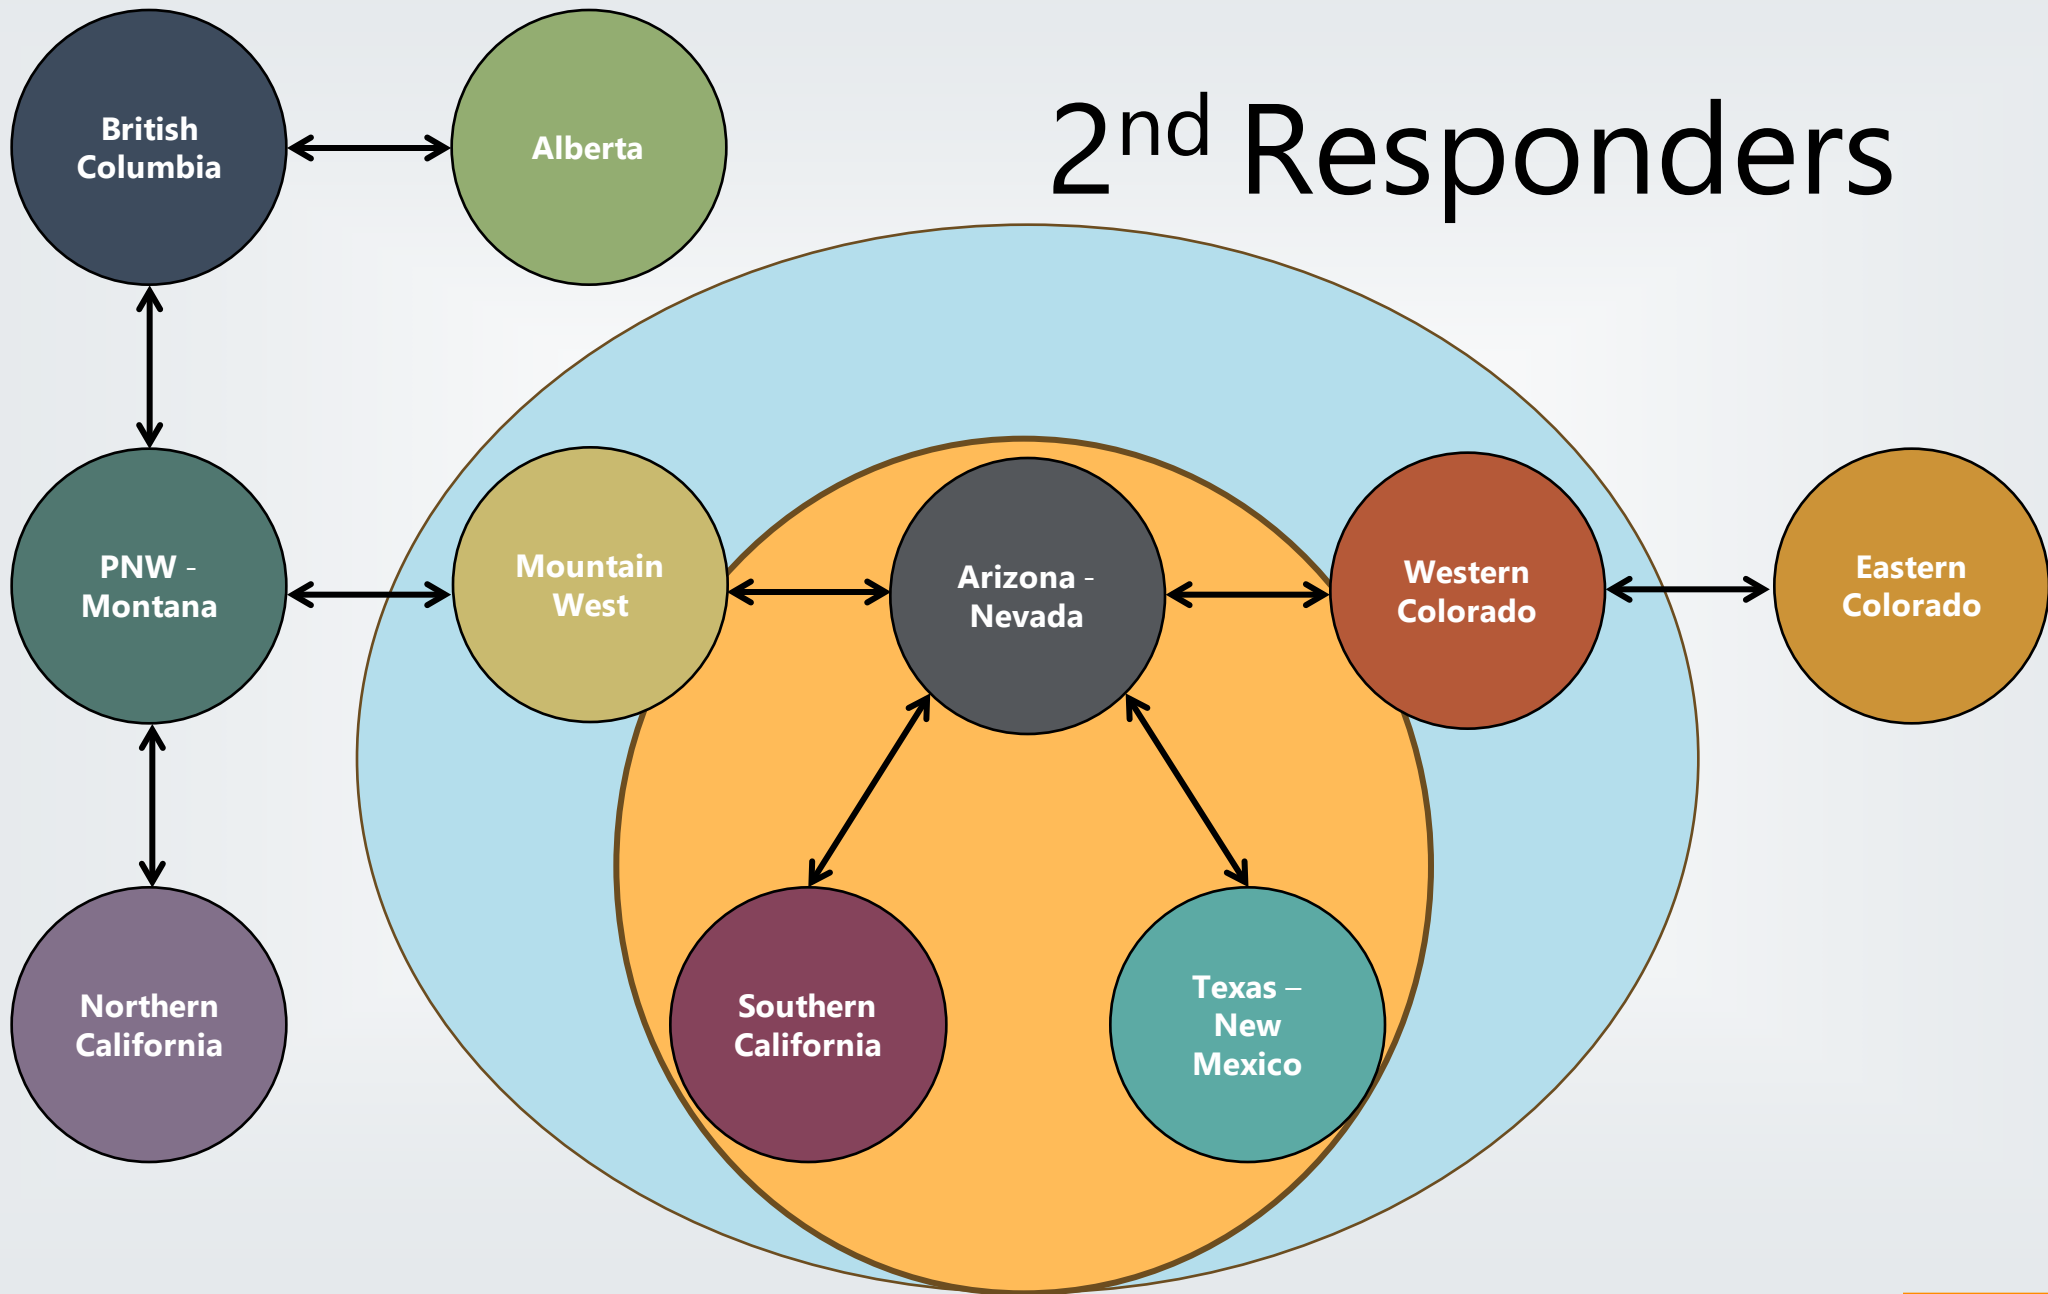 2nd Responders
British
Columbia
Alberta
PNW -
Montana
Mountain
West
Arizona -
Nevada
Western
Colorado
Eastern
Colorado
Northern
California
Southern
California
Texas –
New
Mexico